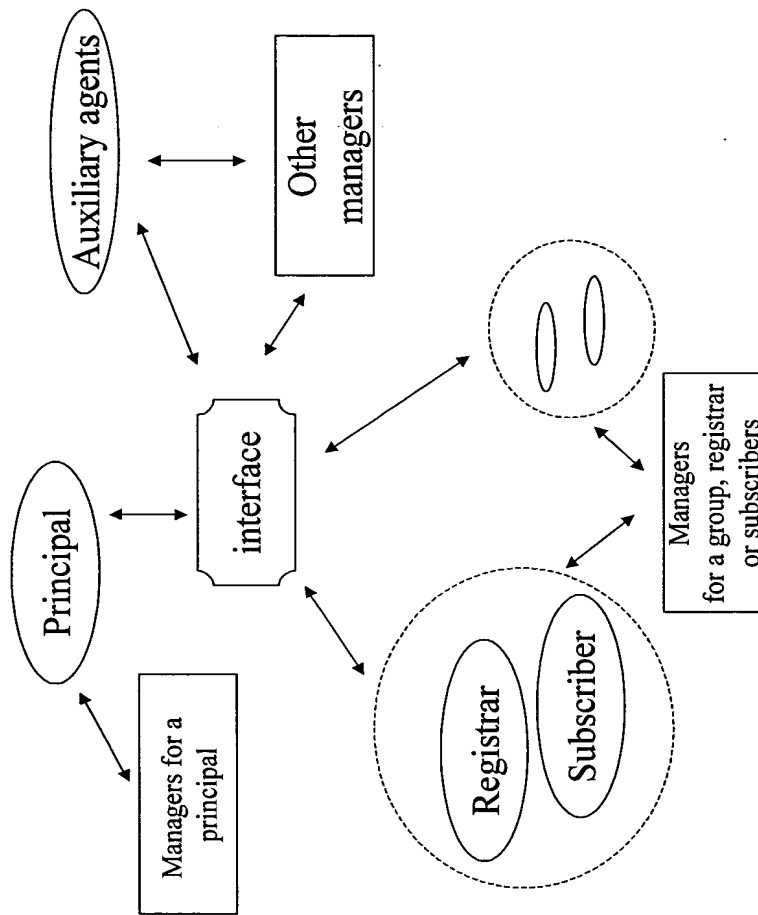 Managers for a
principal
Principal
Auxiliary agents
interface
Other
managers
Registrar
Subscriber
Managers
for a group, registrar
or subscribers